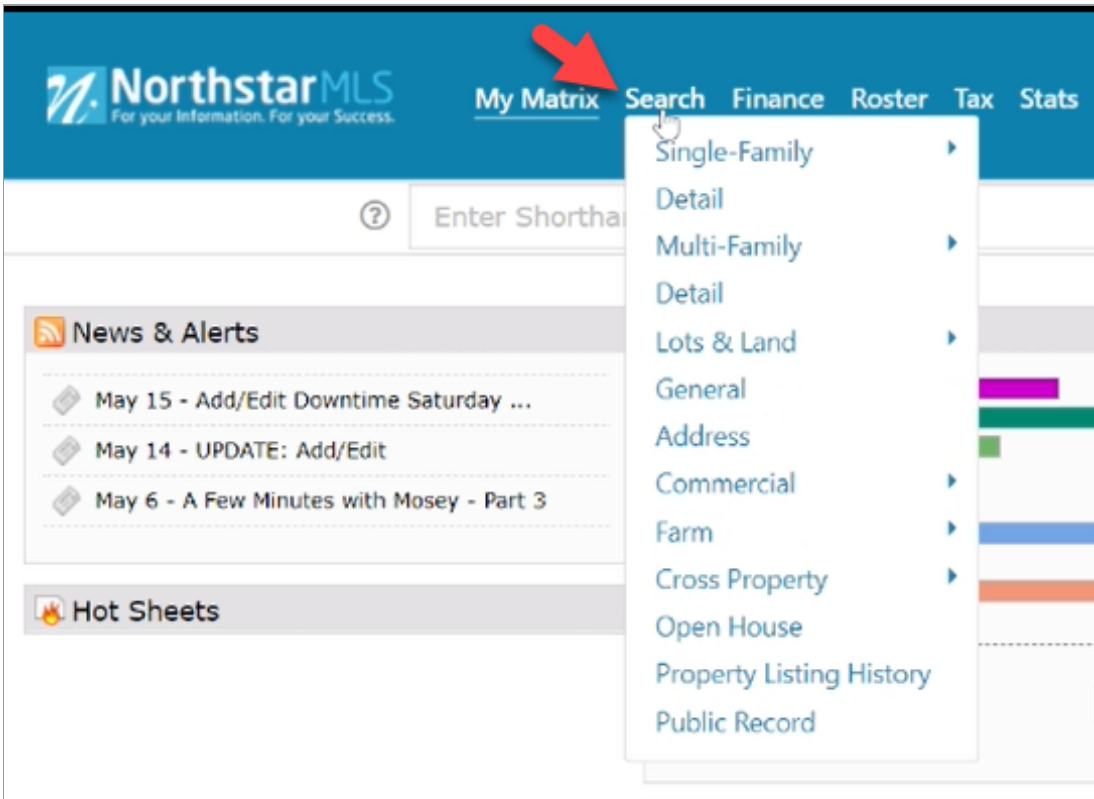 NorthstarMLS
For your Information. For your Success.
My Matrix Search Finance Roster Tax Stats
Enter Shortha
Single-Family
Detail
Multi-Family
Detail
Lots & Land
General
Address
Commercial
Farm
Cross Property
Open House
Property Listing History
Public Record
News & Alerts
May 15 - Add/Edit Downtime Saturday ...
May 14 - UPDATE: Add/Edit
May 6 - A Few Minutes with Mosey - Part 3
Hot Sheets